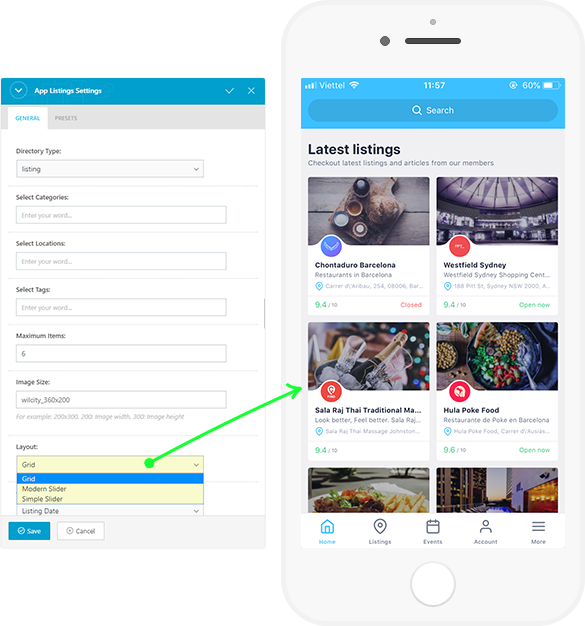 App Listings Settings
GENERAL PRESETS
Directory Type:
listing
Select Categories:
Enter your word...
Select Locations:
Enter your word...
Select Tags:
Enter your word...
Maximum Items:
6
Image Size:
wilcity_360x200
For example: 200x300, 200: Image width, 300: Image height
Layout:
Grid
Grid
Modern Slider
Simple Slider
Listing Date
Save Cancel
Viettel 11:57 60%
Search
Latest listings
Checkout latest listings and articles from our members
Chontaduro Barcelona
Restaurants in Barcelona
Carrer d'Aribau, 254, 08006, Bar...
9.4 / 10 Closed
Westfield Sydney
Westfield Sydney Shopping Cent...
188 Pitt St, Sydney NSW 2000, A...
9.4 / 10 Open now
FIND
Sala Raj Thai Traditional Ma...
Look better, Feel better. Sala Raj...
Sala Raj Thai Massage Johnston...
9.4 / 10
Hula Poke Food
Restaurante de Poke en Barcelona
Hula Poke Food, Carrer d'Ausiàs...
9.6 / 10 Open now
Home Listings Events Account More